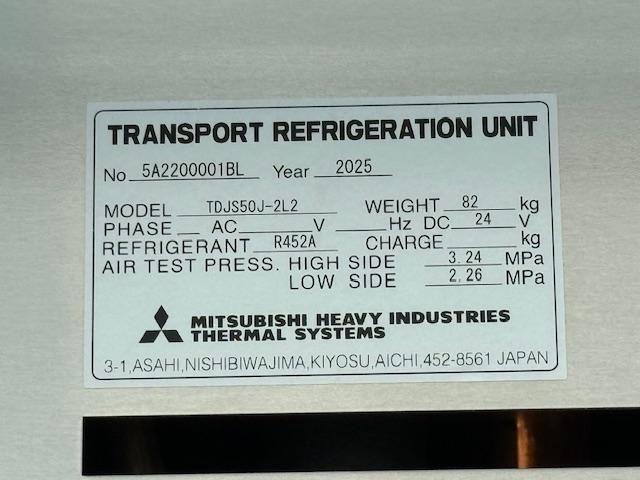 TRANSPORT REFRIGERATION UNIT
No 5A2200001BL Year 2025
MODEL TDJS50J-2L2 WEIGHT 82 kg
PHASE AC V Hz DC 24 V
REFRIGERANT R452A CHARGE kg
AIR TEST PRESS. HIGH SIDE 3.24 MPa
LOW SIDE 2.26 MPa
MITSUBISHI HEAVY INDUSTRIES
THERMAL SYSTEMS
3-1,ASAHI,NISHIBIWAJIMA,KIYOSU,AICHI,452-8561 JAPAN